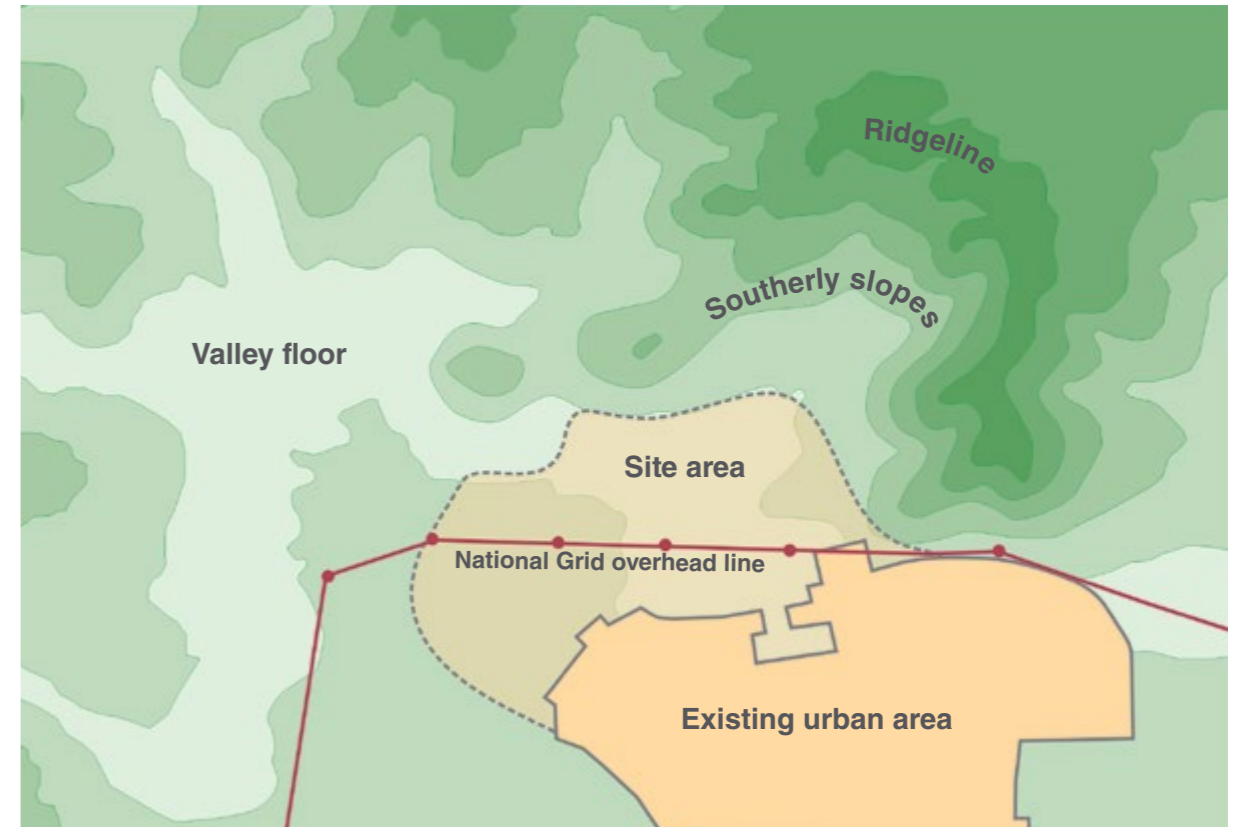 Ridgeline
Southerly slopes
Valley floor
Site area
National Grid overhead line
Existing urban area